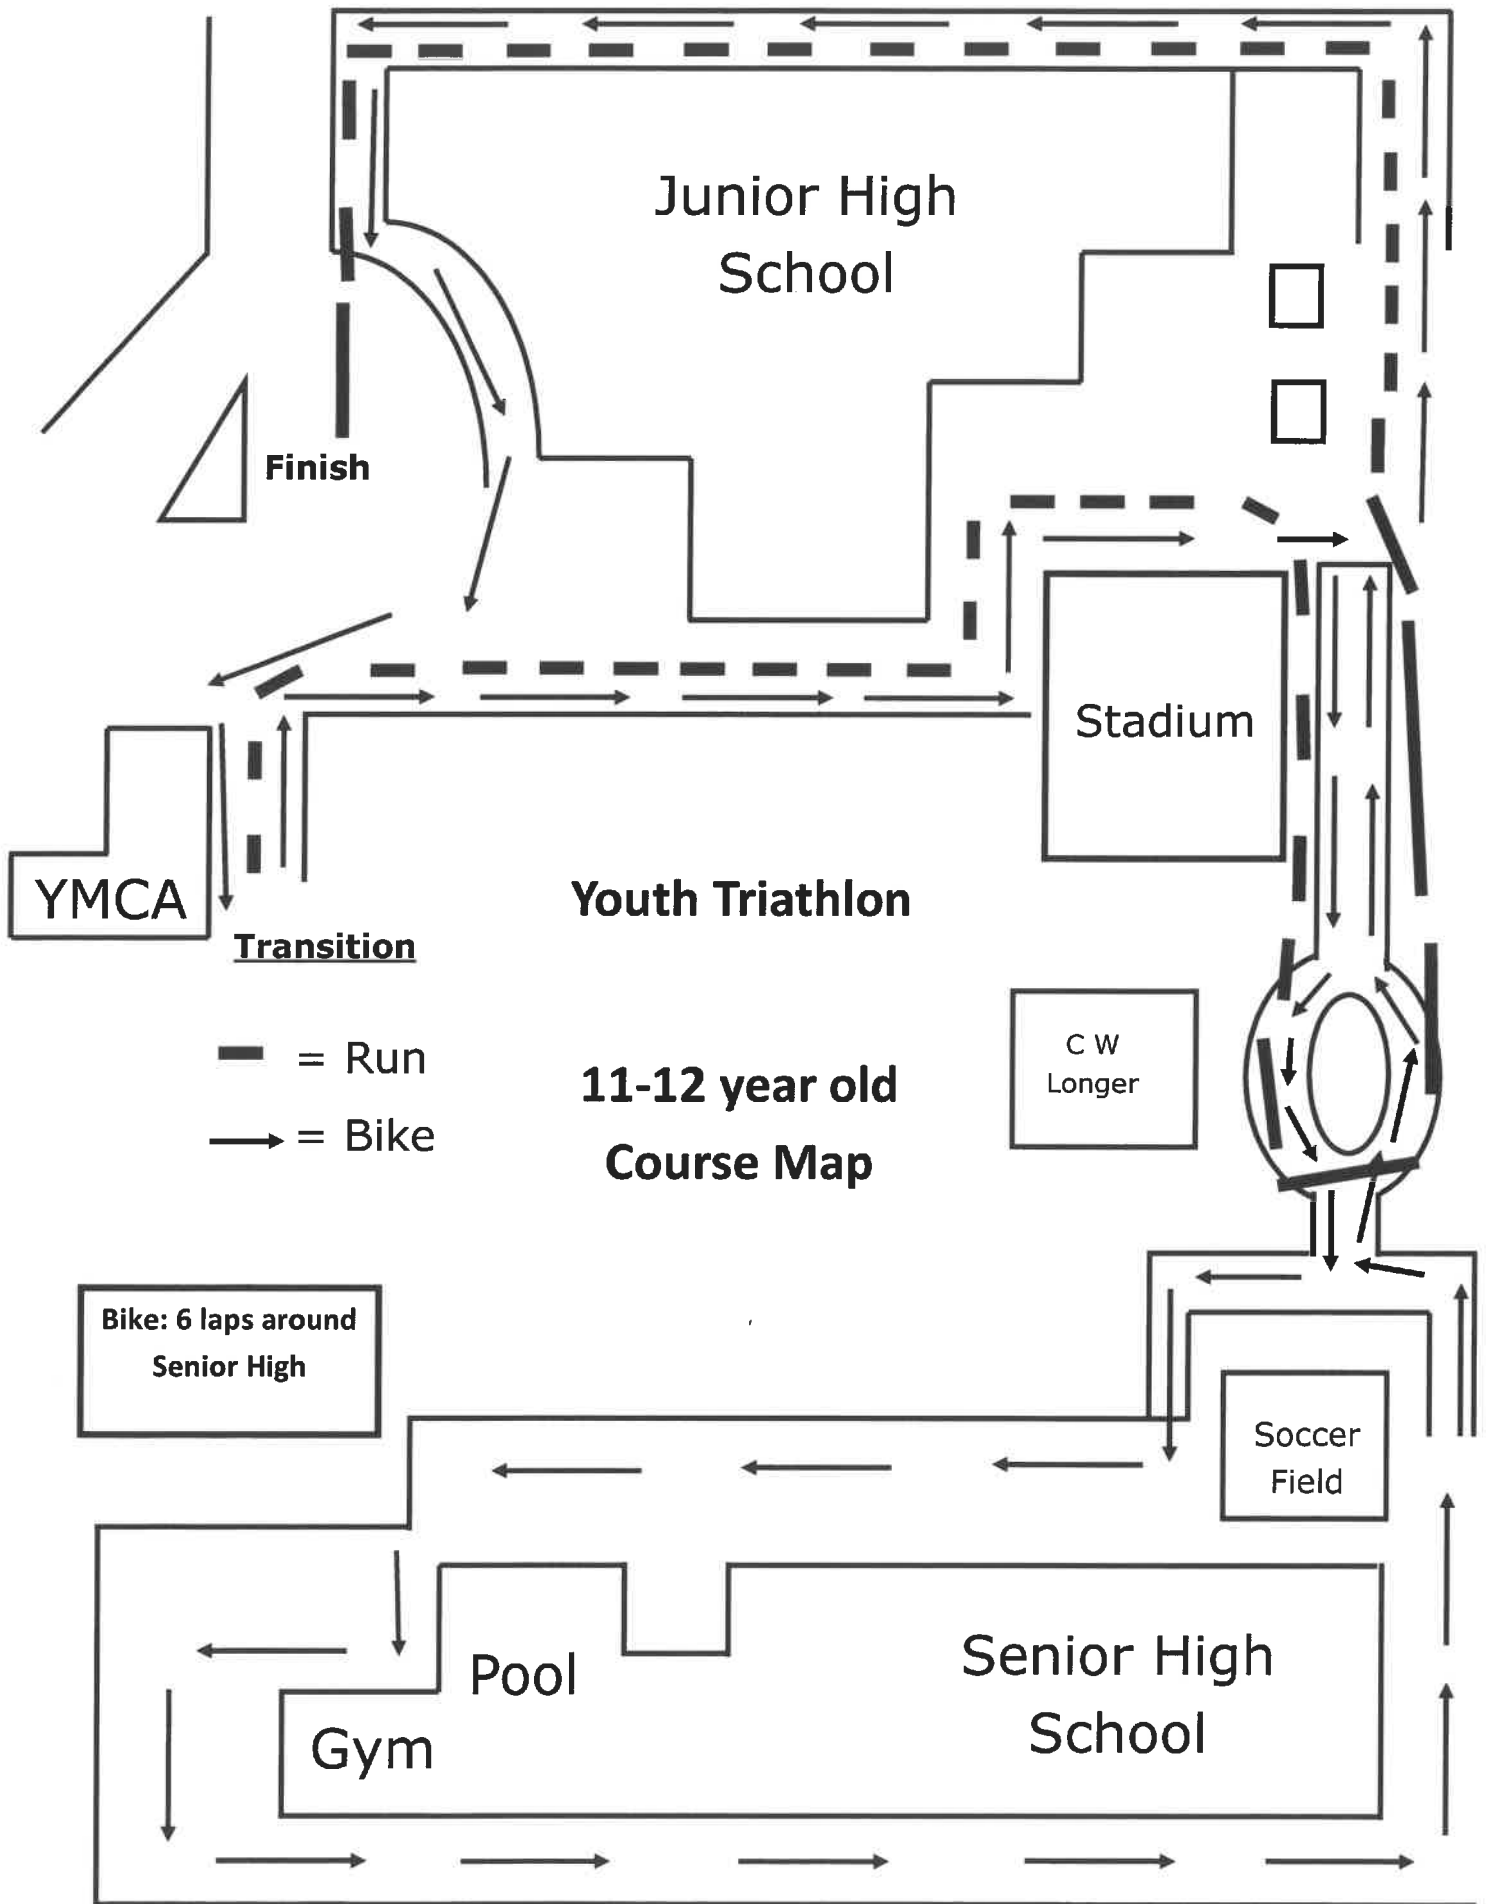 Junior High
School
Finish
Stadium
YMCA
Youth Triathlon
Transition
= Run
= Bike
11-12 year old
Course Map
C W
Longer
Bike: 6 laps around
Senior High
Soccer
Field
Pool
Senior High
School
Gym